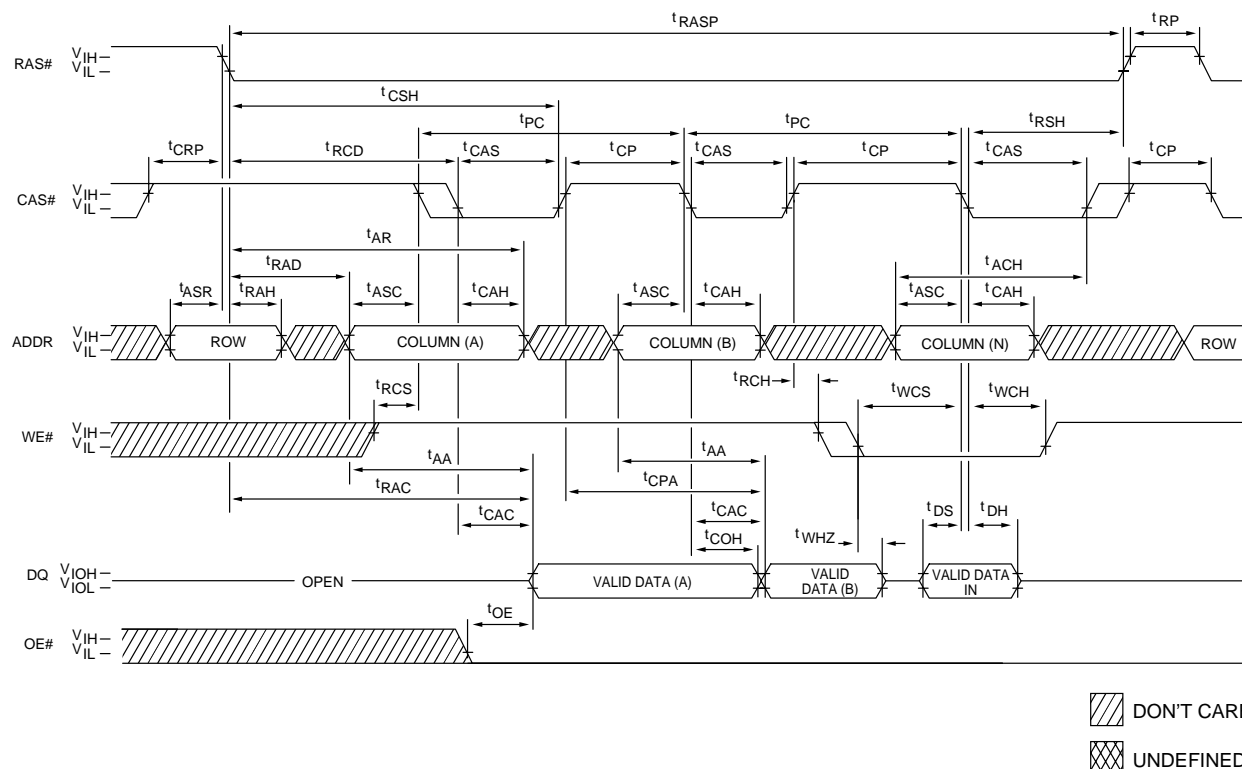 tRASP tRP
RAS# VIH VIL
tCSH
tPC tPC tRSH
tCRP tRCD tCAS tCP tCAS tCP tCAS tCP
CAS# VIH VIL
tAR
tRAD tACH
tASR tRAH tASC tCAH tASC tCAH tASC tCAH
ADDR VIH VIL ROW COLUMN (A) COLUMN (B) COLUMN (N) ROW
tRCS tRCH tWCS tWCH
WE# VIH VIL
tAA tAA
tRAC tCPA
tCAC tCAC tDS tDH
tCOH tWHZ
DQ VIOH VIOL OPEN VALID DATA (A) VALID DATA (B) VALID DATA IN
tOE
OE# VIH VIL
DON'T CARE
UNDEFINED